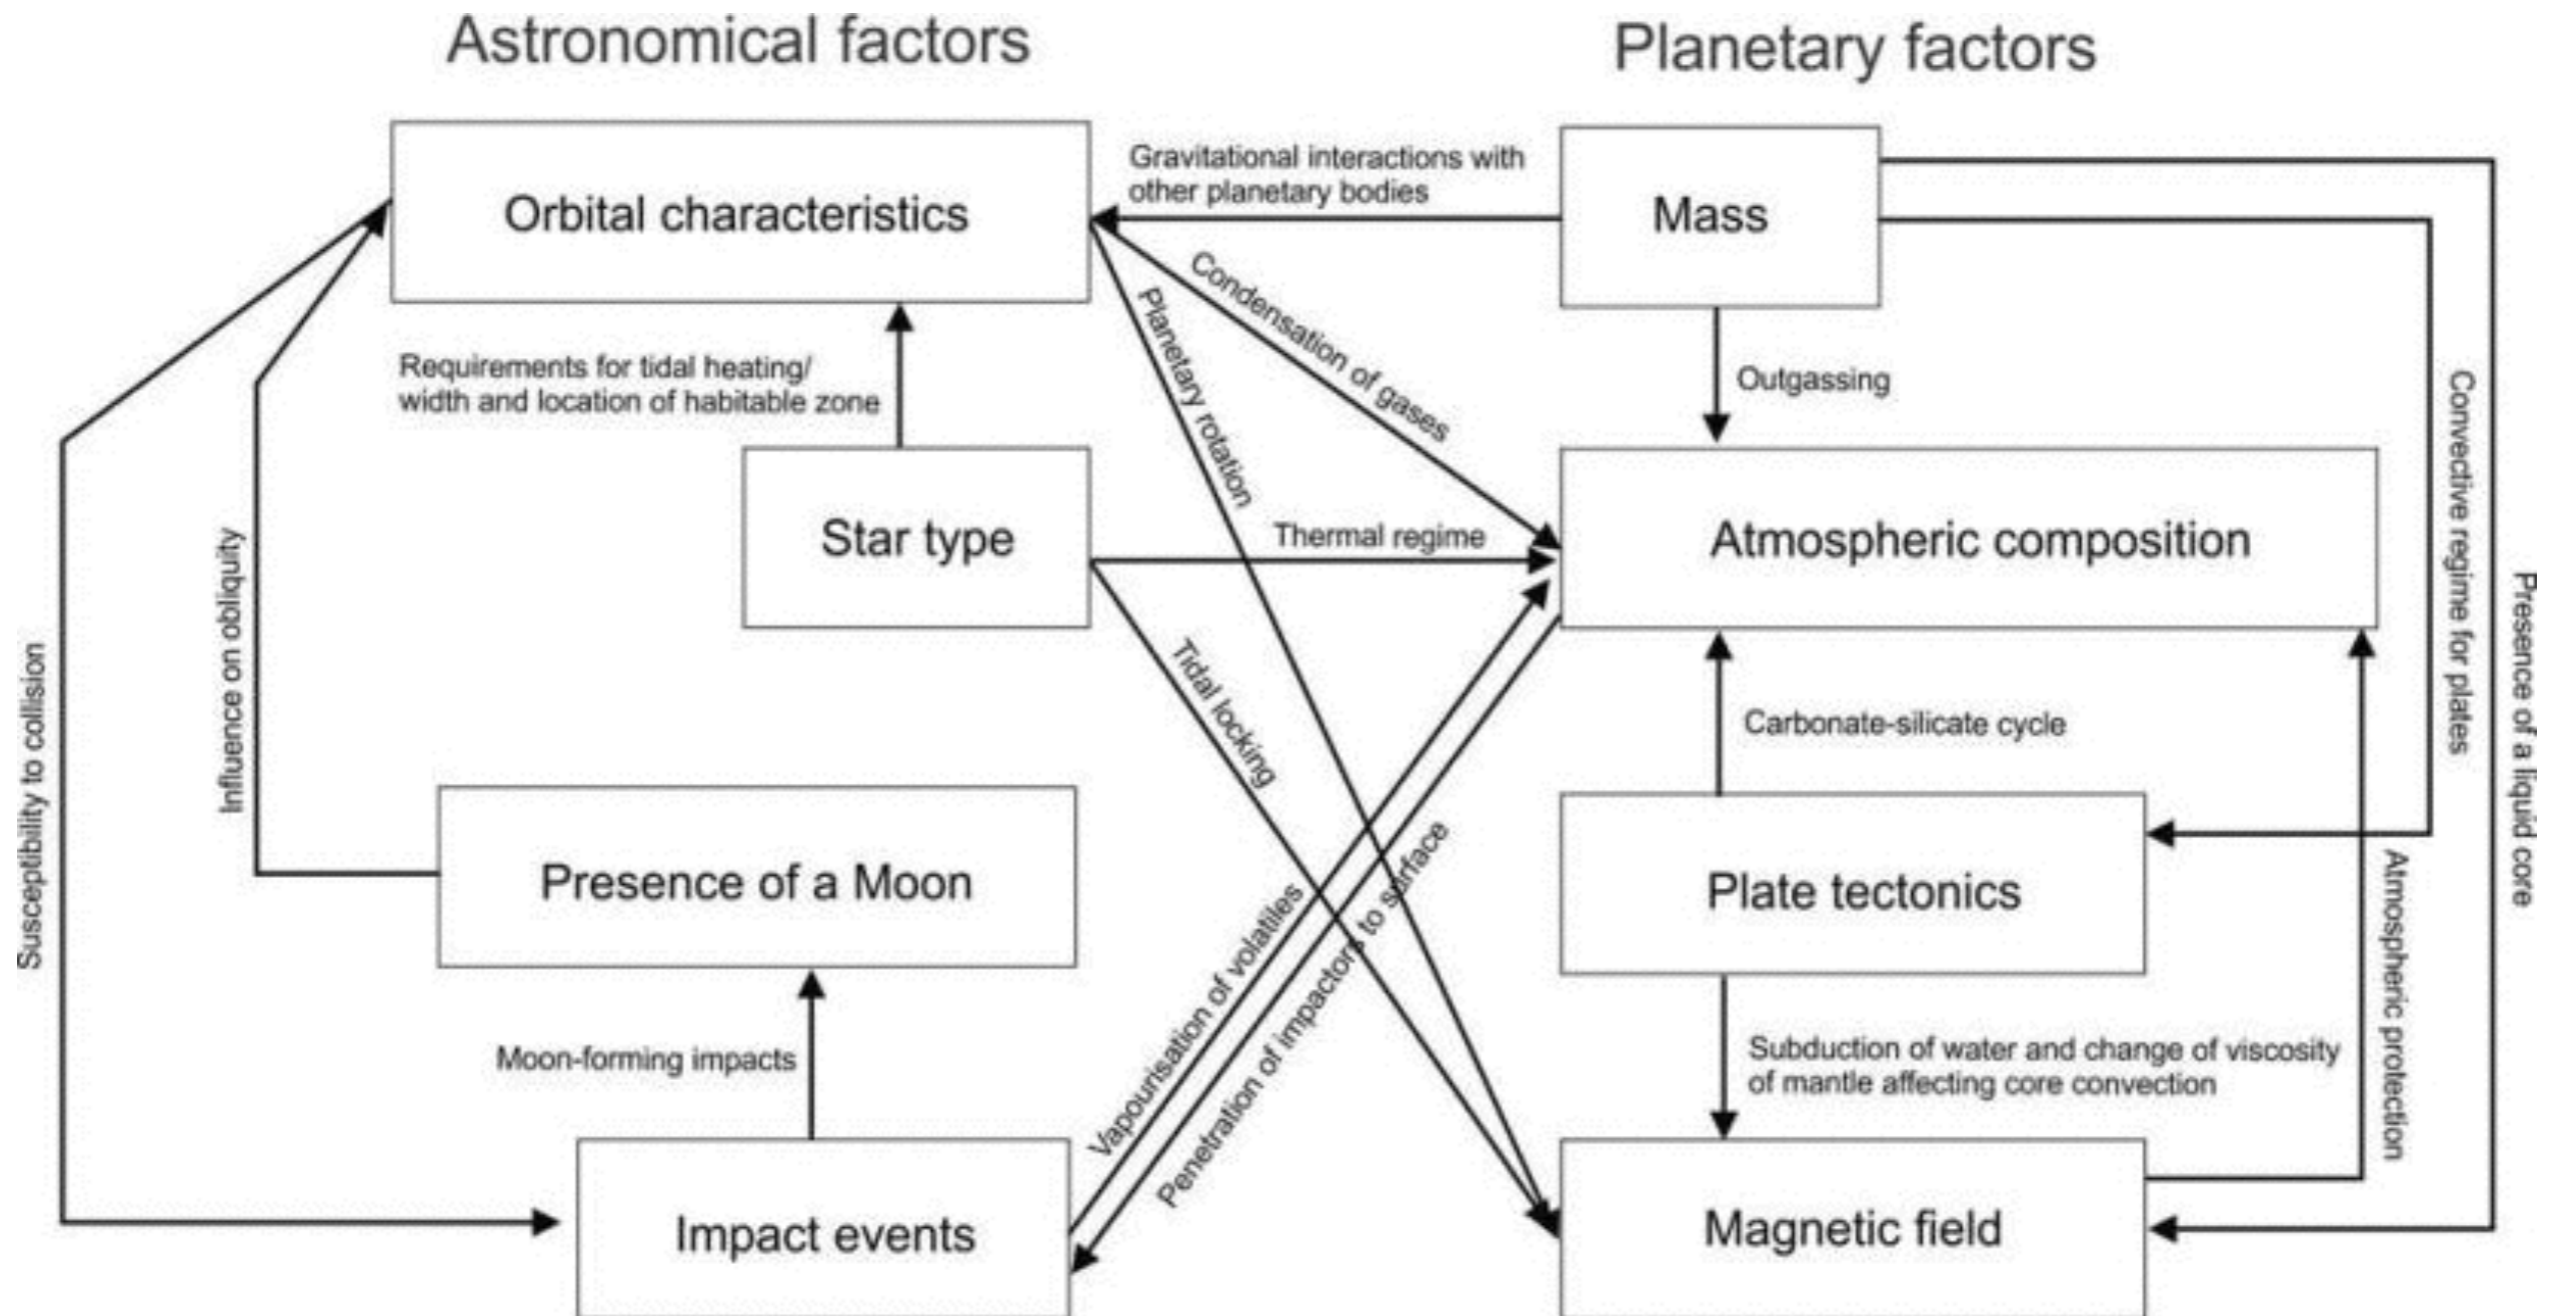 Astronomical factors
Planetary factors
Orbital characteristics
Gravitational interactions with
other planetary bodies
Mass
Condensation of gases
Planetary rotation
Requirements for tidal heating/
width and location of habitable zone
Outgassing
Star type
Thermal regime
Atmospheric composition
Convective regime for plates
Presence of a liquid core
Susceptibility to collision
Influence on obliquity
Tidal locking
Carbonate-silicate cycle
Presence of a Moon
Plate tectonics
Vapourisation of volatiles
Penetration of impactors to surface
Atmospheric protection
Moon-forming impacts
Subduction of water and change of viscosity
of mantle affecting core convection
Impact events
Magnetic field